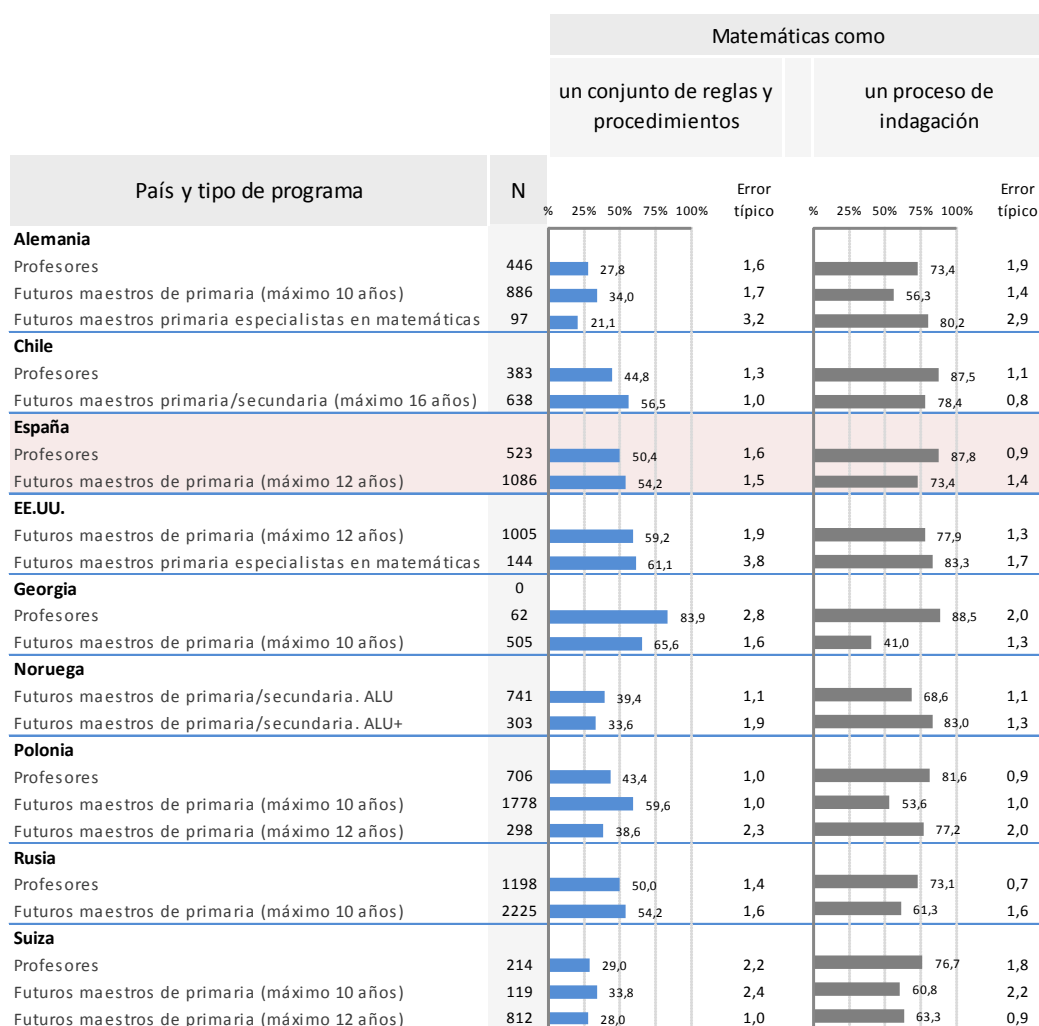 Matemáticas como
un conjunto de reglas y procedimientos un proceso de indagación
País y tipo de programa N % 25% 50% 75% 100% Error típico % 25% 50% 75% 100% Error típico
Alemania
Profesores 446 27,8 1,6 73,4 1,9
Futuros maestros de primaria (máximo 10 años) 886 34,0 1,7 56,3 1,4
Futuros maestros primaria especialistas en matemáticas 97 21,1 3,2 80,2 2,9
Chile
Profesores 383 44,8 1,3 87,5 1,1
Futuros maestros primaria/secundaria (máximo 16 años) 638 56,5 1,0 78,4 0,8
España
Profesores 523 50,4 1,6 87,8 0,9
Futuros maestros de primaria (máximo 12 años) 1086 54,2 1,5 73,4 1,4
EE.UU.
Futuros maestros de primaria (máximo 12 años) 1005 59,2 1,9 77,9 1,3
Futuros maestros primaria especialistas en matemáticas 144 61,1 3,8 83,3 1,7
Georgia 0
Profesores 62 83,9 2,8 88,5 2,0
Futuros maestros de primaria (máximo 10 años) 505 65,6 1,6 41,0 1,3
Noruega
Futuros maestros de primaria/secundaria. ALU 741 39,4 1,1 68,6 1,1
Futuros maestros de primaria/secundaria. ALU+ 303 33,6 1,9 83,0 1,3
Polonia
Profesores 706 43,4 1,0 81,6 0,9
Futuros maestros de primaria (máximo 10 años) 1778 59,6 1,0 53,6 1,0
Futuros maestros de primaria (máximo 12 años) 298 38,6 2,3 77,2 2,0
Rusia
Profesores 1198 50,0 1,4 73,1 0,7
Futuros maestros de primaria (máximo 10 años) 2225 54,2 1,6 61,3 1,6
Suiza
Profesores 214 29,0 2,2 76,7 1,8
Futuros maestros de primaria (máximo 10 años) 119 33,8 2,4 60,8 2,2
Futuros maestros de primaria (máximo 12 años) 812 28,0 1,0 63,3 0,9